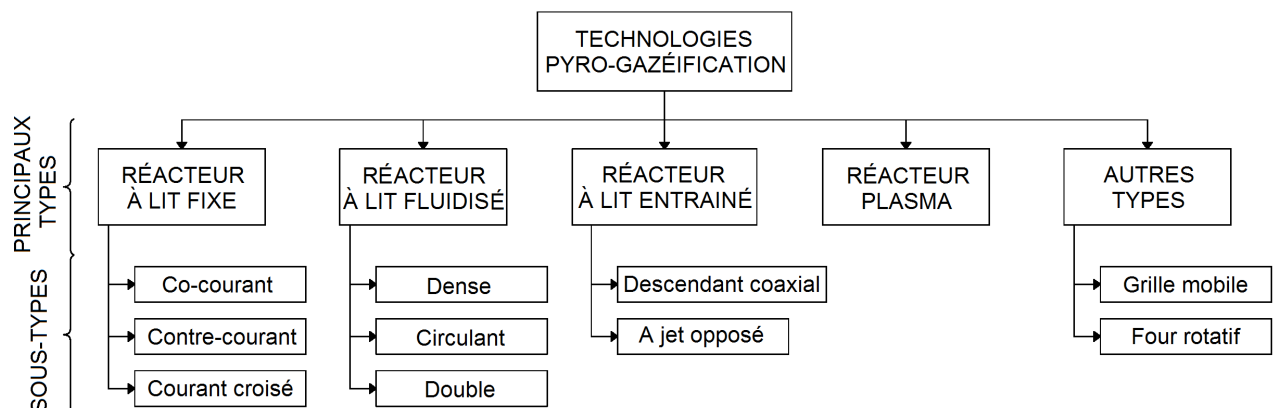 TECHNOLOGIES
PYRO-GAZÉIFICATION
PRINCIPAUX
TYPES
RÉACTEUR
À LIT FIXE
RÉACTEUR
À LIT FLUIDISÉ
RÉACTEUR
À LIT ENTRAINÉ
RÉACTEUR
PLASMA
AUTRES
TYPES
SOUS-TYPES
Co-courant
Contre-courant
Courant croisé
Dense
Circulant
Double
Descendant coaxial
A jet opposé
Grille mobile
Four rotatif